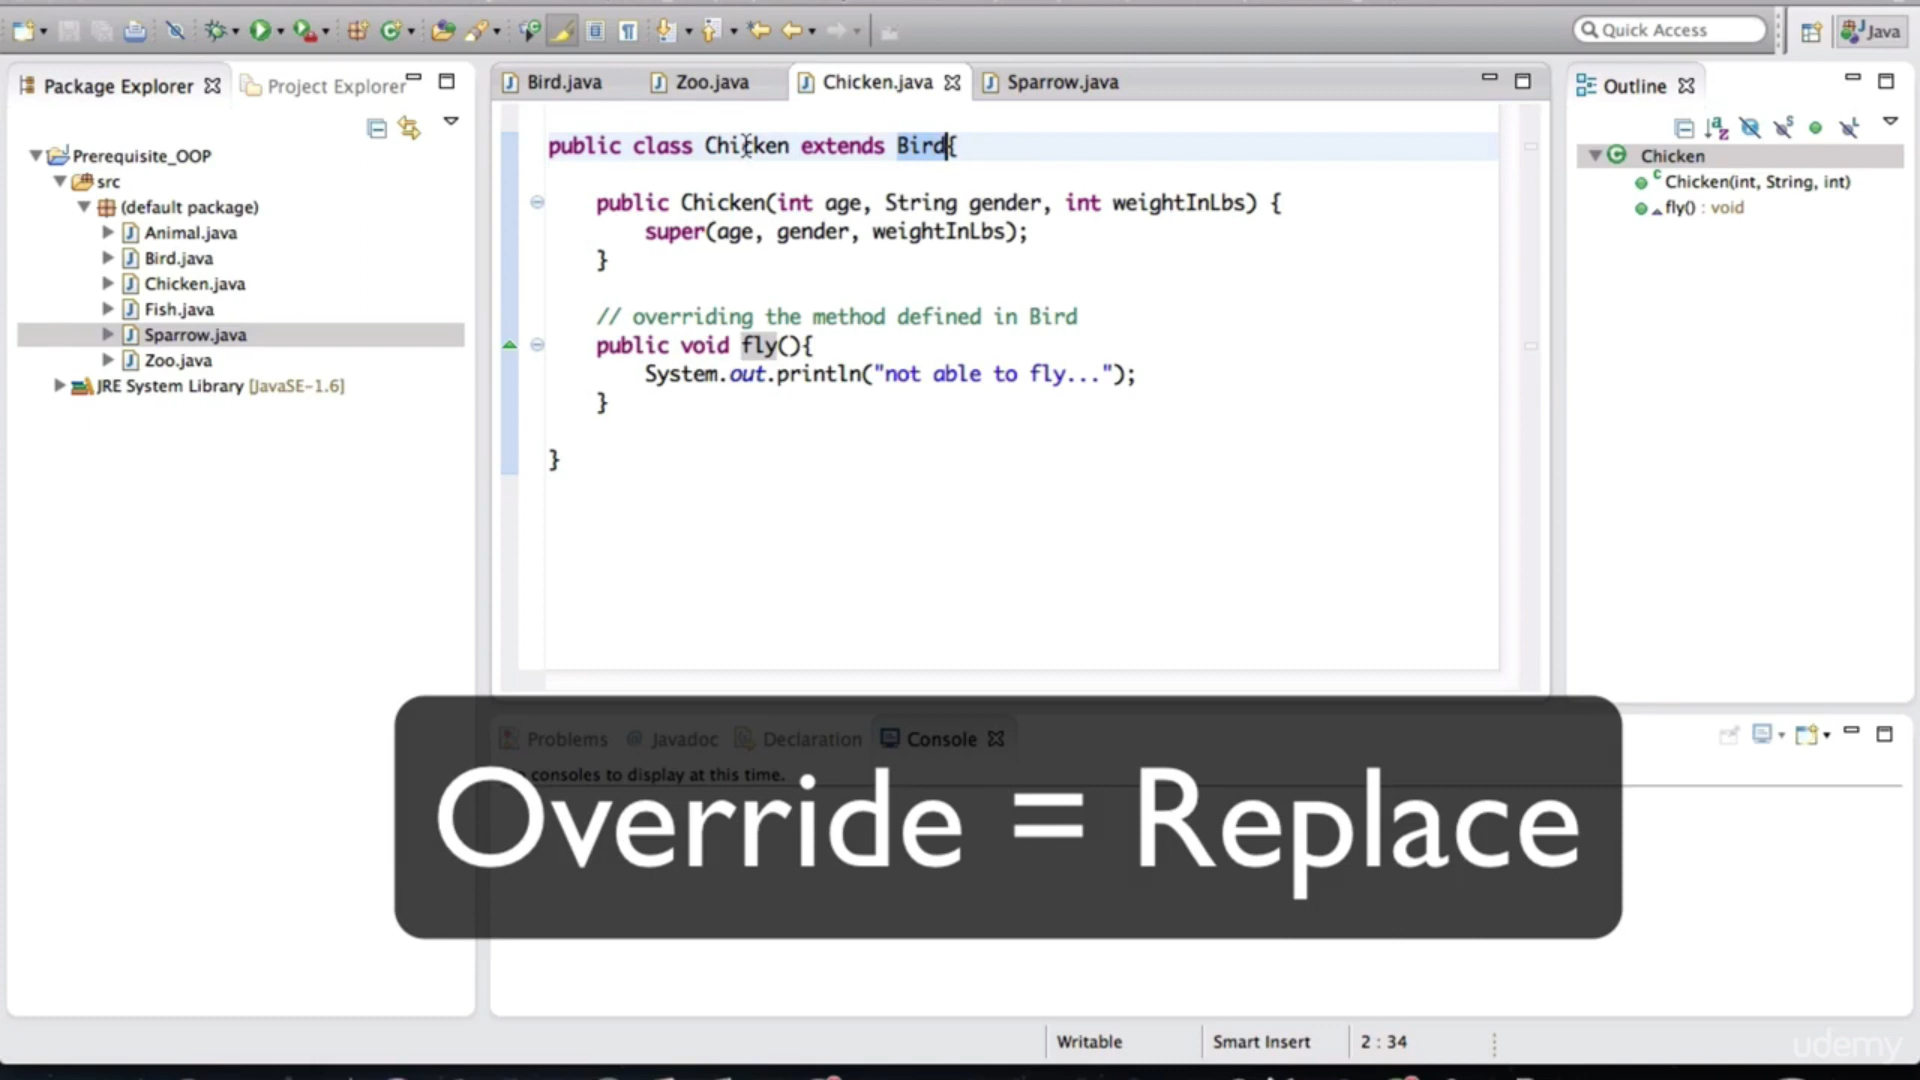 Quick Access
Java
Package Explorer
Project Explorer
Bird.java
Zoo.java
Chicken.java
Sparrow.java
Outline
Prerequisite_OOP
src
(default package)
Animal.java
Bird.java
Chicken.java
Fish.java
Sparrow.java
Zoo.java
JRE System Library [JavaSE-1.6]
public class Chicken extends Bird{
public Chicken(int age, String gender, int weightInLbs) {
super(age, gender, weightInLbs);
}
// overriding the method defined in Bird
public void fly(){
System.out.println("not able to fly...");
}
}
Chicken
Chicken(int, String, int)
fly() : void
Problems
@ Javadoc
Declaration
Console
consoles to display at this time.
Override = Replace
Writable
Smart Insert
2 : 34
udemy